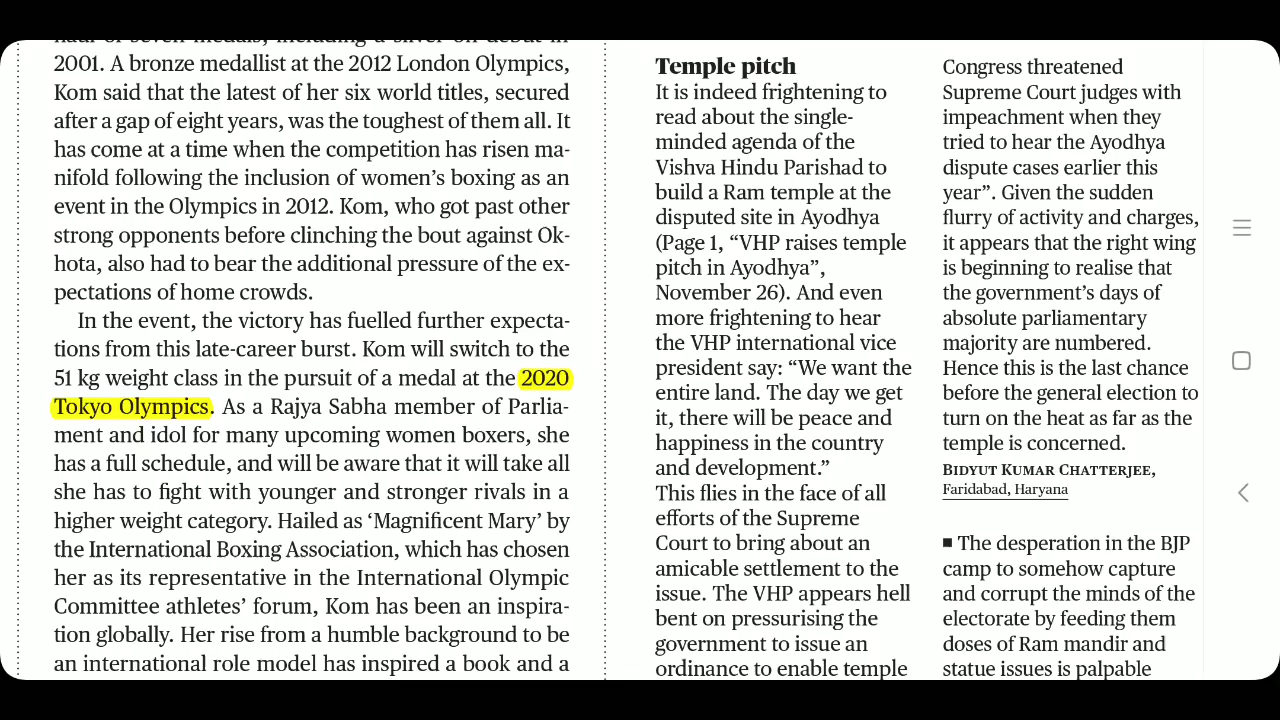 2001. A bronze medallist at the 2012 London Olympics,
Kom said that the latest of her six world titles, secured
after a gap of eight years, was the toughest of them all. It
has come at a time when the competition has risen ma-
nifold following the inclusion of women’s boxing as an
event in the Olympics in 2012. Kom, who got past other
strong opponents before clinching the bout against Ok-
hota, also had to bear the additional pressure of the ex-
pectations of home crowds.
In the event, the victory has fuelled further expecta-
tions from this late-career burst. Kom will switch to the
51 kg weight class in the pursuit of a medal at the 2020
Tokyo Olympics. As a Rajya Sabha member of Parlia-
ment and idol for many upcoming women boxers, she
has a full schedule, and will be aware that it will take all
she has to fight with younger and stronger rivals in a
higher weight category. Hailed as ‘Magnificent Mary’ by
the International Boxing Association, which has chosen
her as its representative in the International Olympic
Committee athletes’ forum, Kom has been an inspira-
tion globally. Her rise from a humble background to be
an international role model has inspired a book and a
Temple pitch
It is indeed frightening to
read about the single-
minded agenda of the
Vishva Hindu Parishad to
build a Ram temple at the
disputed site in Ayodhya
(Page 1, “VHP raises temple
pitch in Ayodhya”,
November 26). And even
more frightening to hear
the VHP international vice
president say: “We want the
entire land. The day we get
it, there will be peace and
happiness in the country
and development.”
This flies in the face of all
efforts of the Supreme
Court to bring about an
amicable settlement to the
issue. The VHP appears hell
bent on pressurising the
government to issue an
ordinance to enable temple
Congress threatened
Supreme Court judges with
impeachment when they
tried to hear the Ayodhya
dispute cases earlier this
year”. Given the sudden
flurry of activity and charges,
it appears that the right wing
is beginning to realise that
the government’s days of
absolute parliamentary
majority are numbered.
Hence this is the last chance
before the general election to
turn on the heat as far as the
temple is concerned.
BIDYUT KUMAR CHATTERJEE,
Faridabad, Haryana
■ The desperation in the BJP
camp to somehow capture
and corrupt the minds of the
electorate by feeding them
doses of Ram mandir and
statue issues is palpable